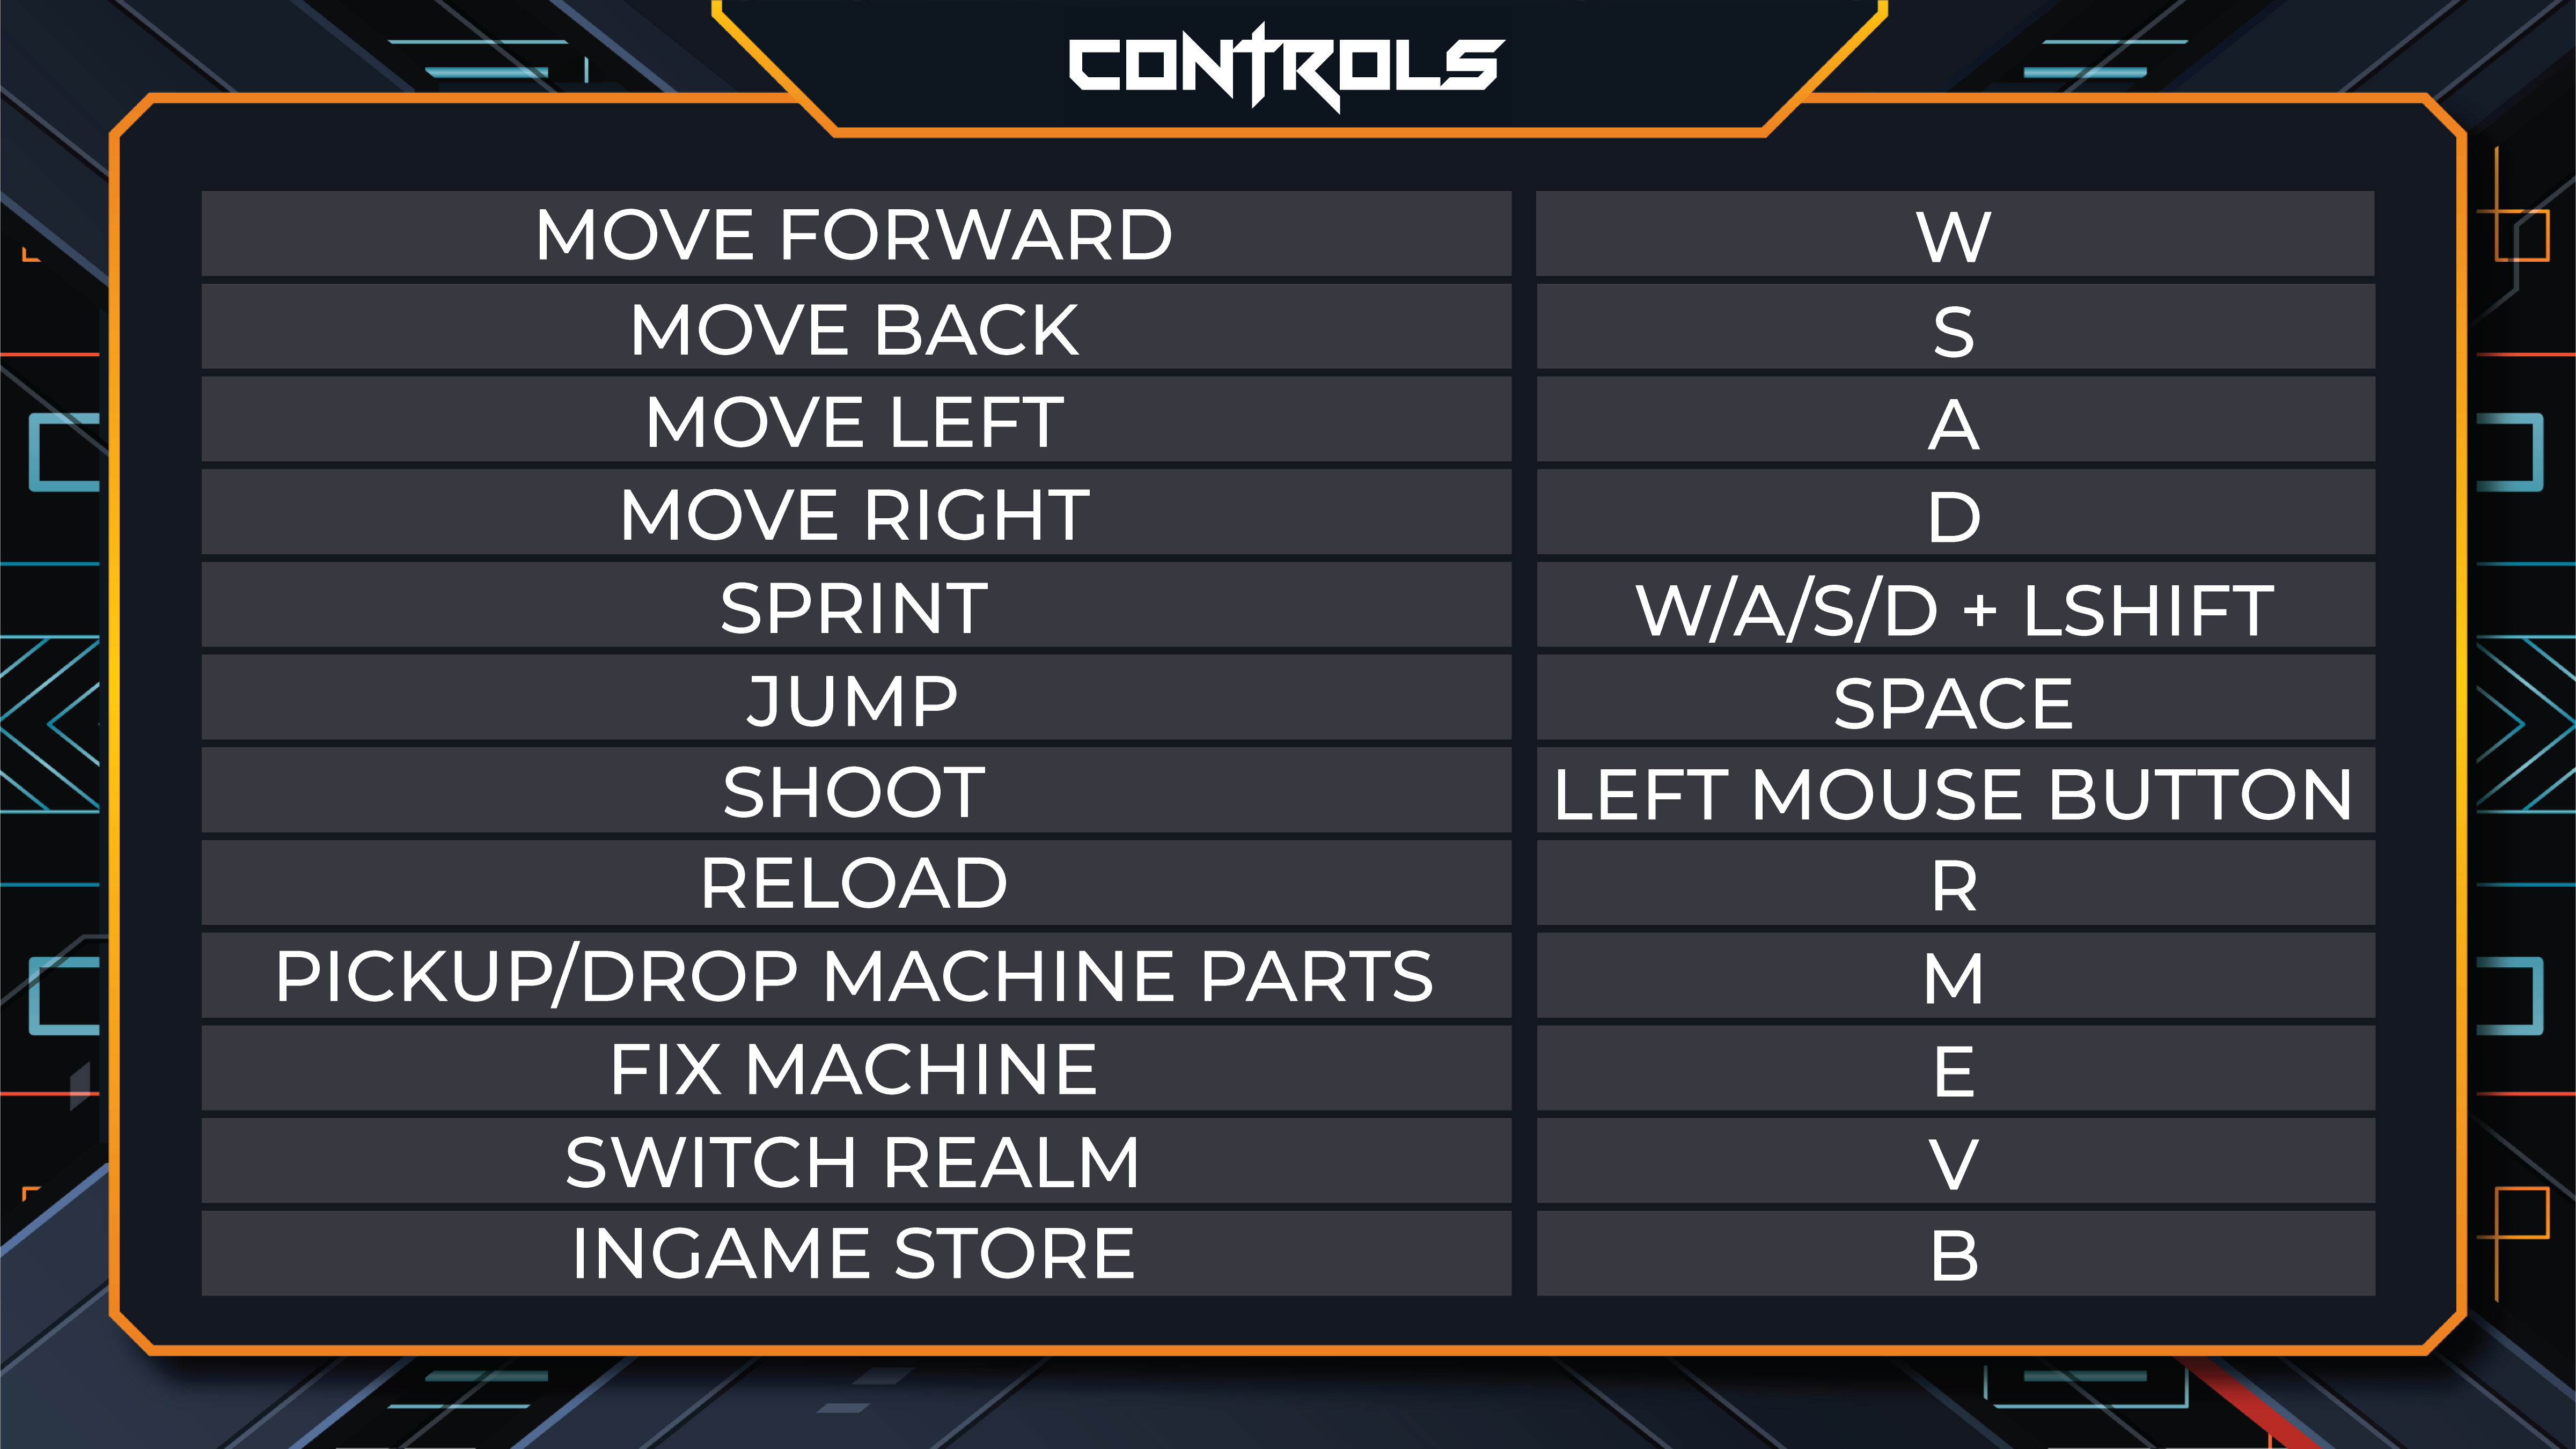 CONTROLS
MOVE FORWARD W
MOVE BACK S
MOVE LEFT A
MOVE RIGHT D
SPRINT W/A/S/D + LSHIFT
JUMP SPACE
SHOOT LEFT MOUSE BUTTON
RELOAD R
PICKUP/DROP MACHINE PARTS M
FIX MACHINE E
SWITCH REALM V
INGAME STORE B